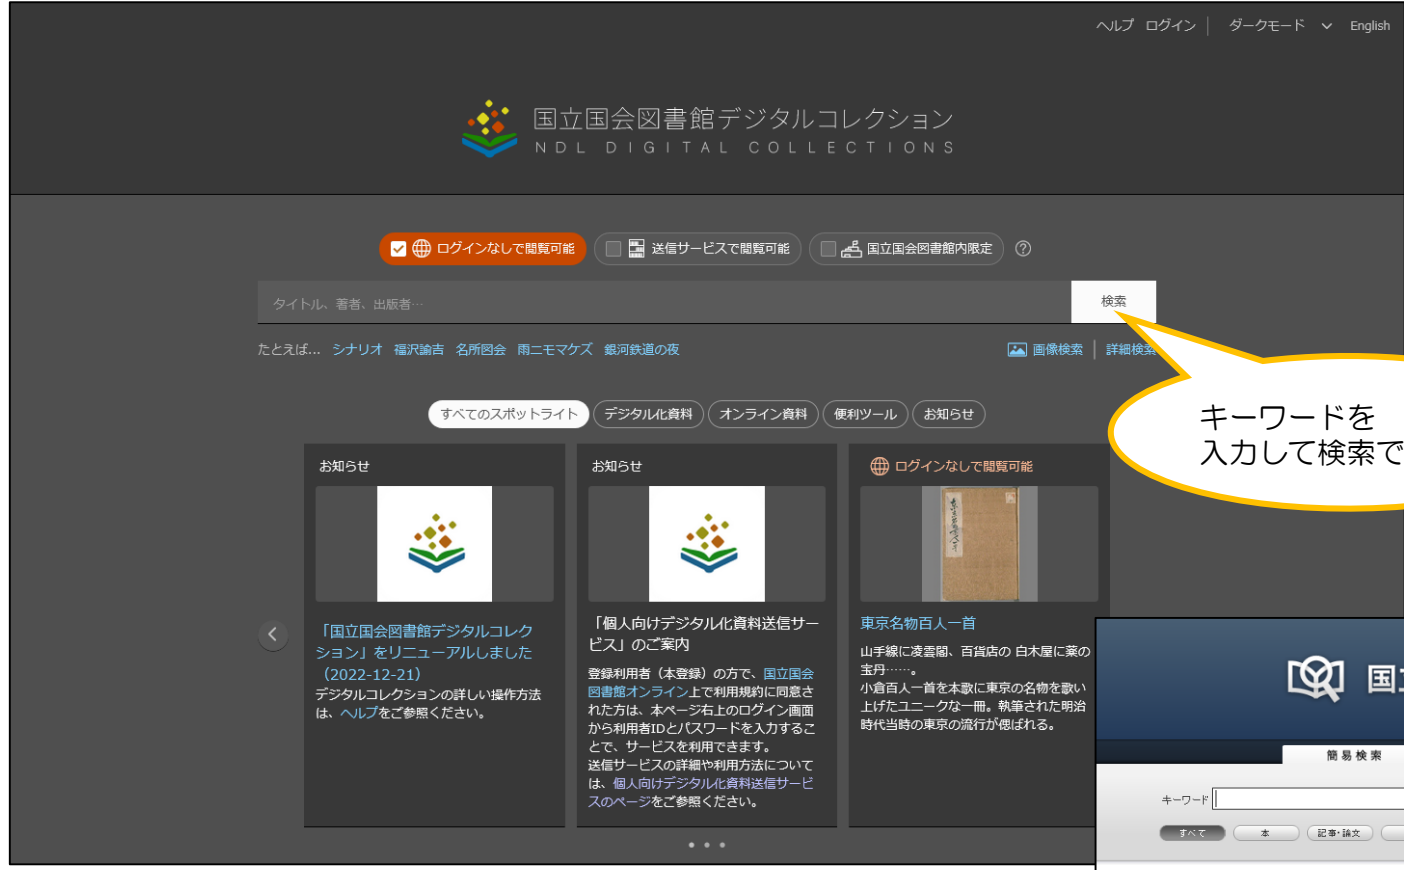 ヘルプ ログイン ダークモード English
国立国会図書館デジタルコレクション
NDL DIGITAL COLLECTIONS
ログインなしで閲覧可能 送信サービスで閲覧可能 国立国会図書館内限定 ?
タイトル、著者、出版者… 検索
たとえば... シナリオ 福沢諭吉 名所図会 雨ニモマケズ 銀河鉄道の夜 画像検索 詳細検索
キーワードを
入力して検索で
すべてのスポットライト デジタル化資料 オンライン資料 便利ツール お知らせ
お知らせ
「国立国会図書館デジタルコレク
ション」をリニューアルしました
（2022-12-21）
デジタルコレクションの詳しい操作方法
は、ヘルプをご参照ください。
お知らせ
「個人向けデジタル化資料送信サー
ビス」のご案内
登録利用者（本登録）の方で、国立国会
図書館オンライン上で利用規約に同意さ
れた方は、本ページ右上のログイン画面
から利用者IDとパスワードを入力するこ
とで、サービスを利用できます。
送信サービスの詳細や利用方法について
は、個人向けデジタル化資料送信サービ
スのページをご参照ください。
ログインなしで閲覧可能
東京名物百人一首
山手線に凌雲閣、百貨店の 白木屋に薬の
宝丹……。
小倉百人一首を本歌に東京の名物を歌い
上げたユニークな一冊。執筆された明治
時代当時の東京の流行が偲ばれる。
国立
簡易検索
キーワード
すべて 本 記事・論文